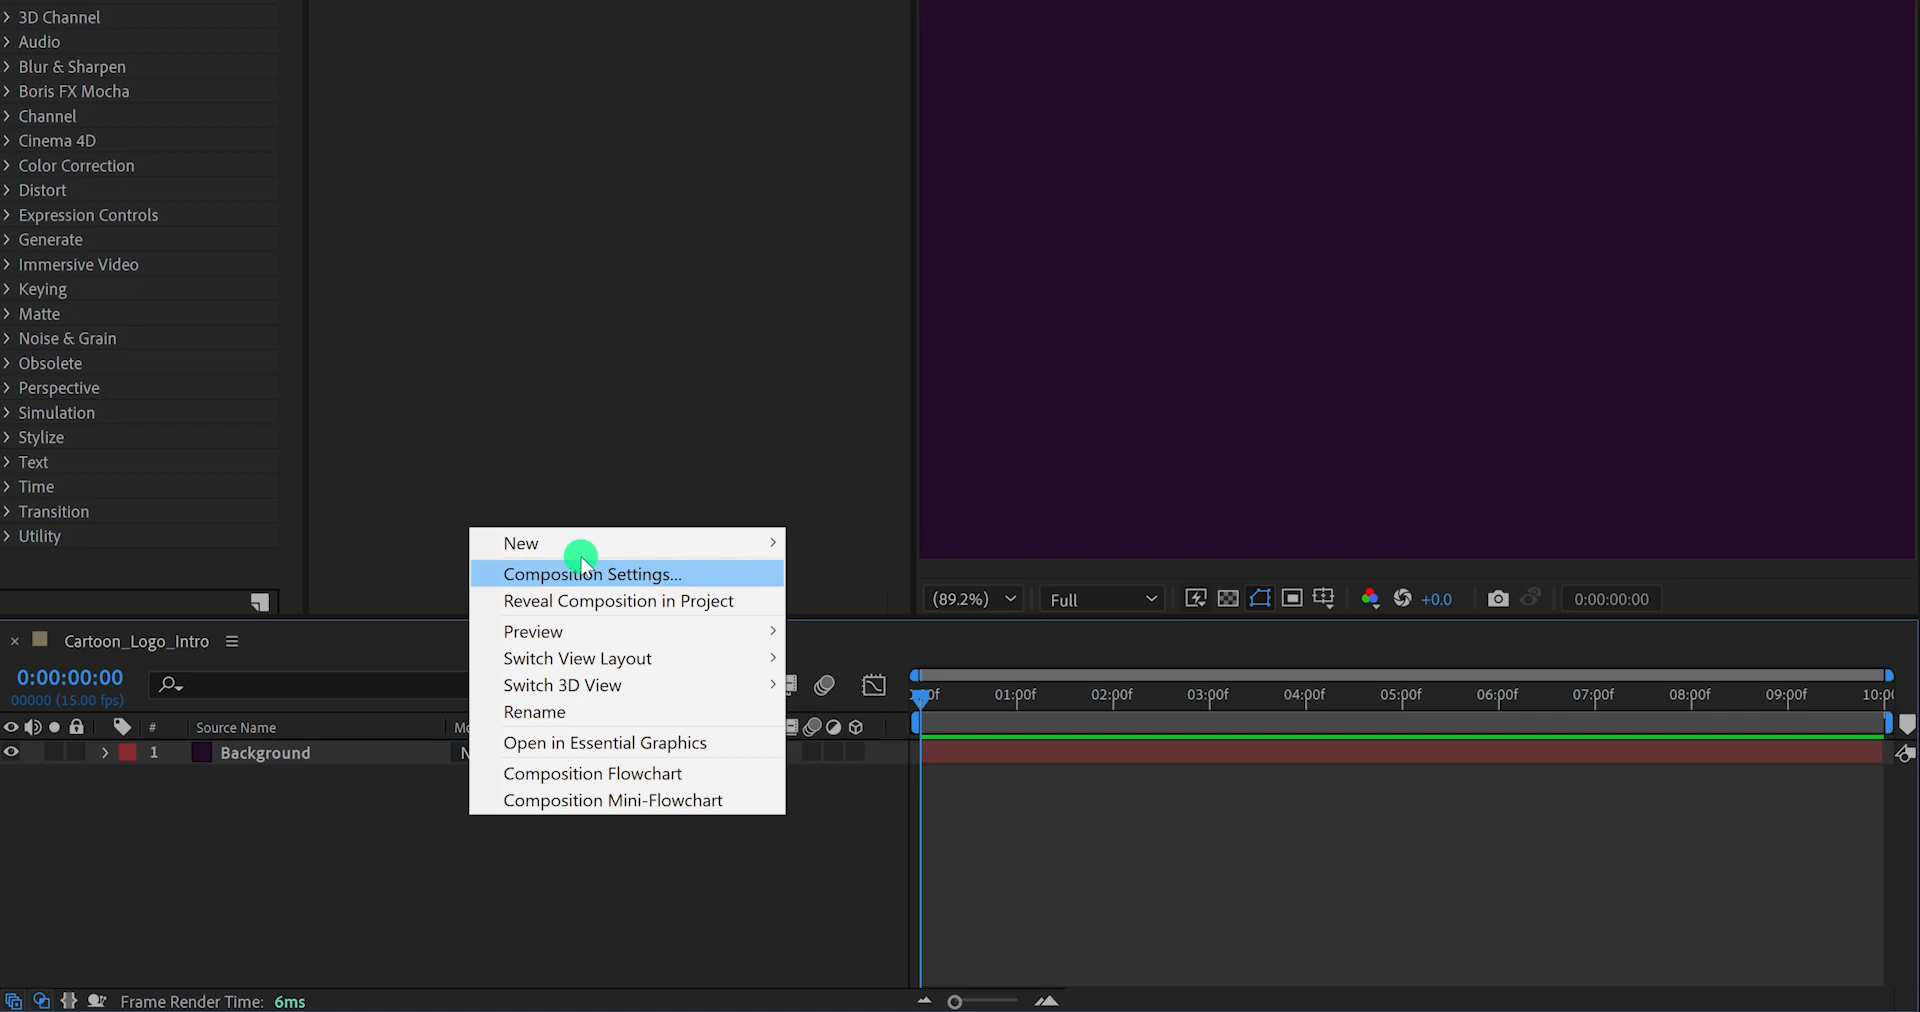 3D Channel
Audio
Blur & Sharpen
Boris FX Mocha
Channel
Cinema 4D
Color Correction
Distort
Expression Controls
Generate
Immersive Video
Keying
Matte
Noise & Grain
Obsolete
Perspective
Simulation
Stylize
Text
Time
Transition
Utility
New
Composition Settings...
Reveal Composition in Project
Preview
Switch View Layout
Switch 3D View
Rename
Open in Essential Graphics
Composition Flowchart
Composition Mini-Flowchart
(89.2%) Full +0.0 0:00:00:00
Cartoon_Logo_Intro
0:00:00:00
00000 (15.00 fps)
01:00f 02:00f 03:00f 04:00f 05:00f 06:00f 07:00f 08:00f 09:00f
# Source Name
1 Background
Frame Render Time: 6ms